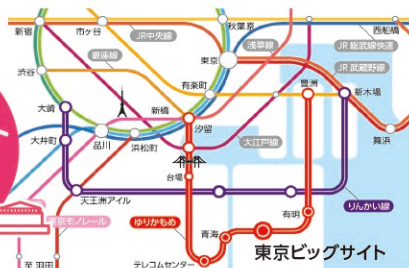 新宿
市ヶ谷
秋葉原
西船橋
JR中央線
浅草線
JR 総武線快速
銀座線
東京
JR 武蔵野線
渋谷
有楽町
豊洲
新木場
大崎
新橋
汐留
舞浜
大井町
品川
浜松町
大江戸線
台場
天王洲アイル
りんかい線
東京モノレール
ゆりかもめ
有明
青海
東京ビッグサイト
至 羽田
テレコムセンター